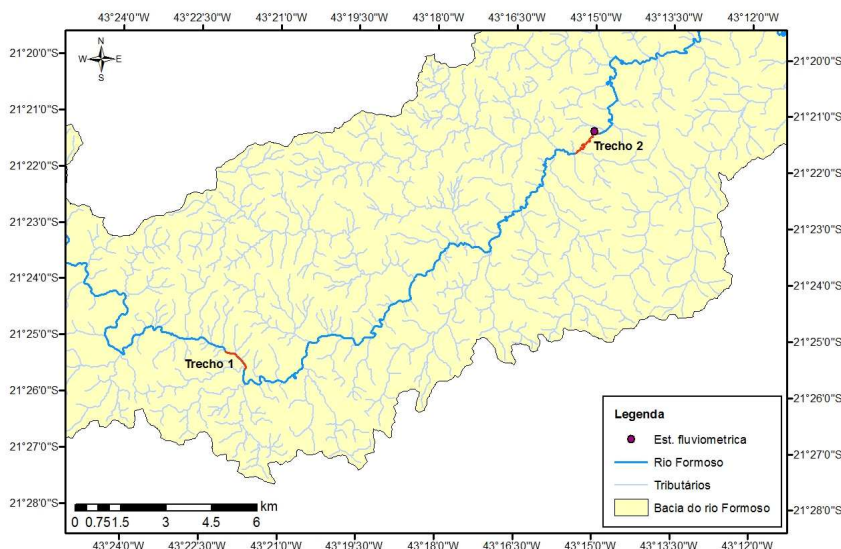 43°24'0"W 43°22'30"W 43°21'0"W 43°19'30"W 43°18'0"W 43°16'30"W 43°15'0"W 43°13'30"W 43°12'0"W
21°20'0"S
21°21'0"S
21°22'0"S
21°23'0"S
21°24'0"S
21°25'0"S
21°26'0"S
21°27'0"S
21°28'0"S
N
W E
S
Trecho 2
Trecho 1
21°20'0"S
21°21'0"S
21°22'0"S
21°23'0"S
21°24'0"S
21°25'0"S
21°26'0"S
21°27'0"S
21°28'0"S
Legenda
Est. fluviometrica
Rio Formoso
Tributários
Bacia do rio Formoso
km
0 0.75 1.5 3 4.5 6
43°24'0"W 43°22'30"W 43°21'0"W 43°19'30"W 43°18'0"W 43°16'30"W 43°15'0"W 43°13'30"W 43°12'0"W